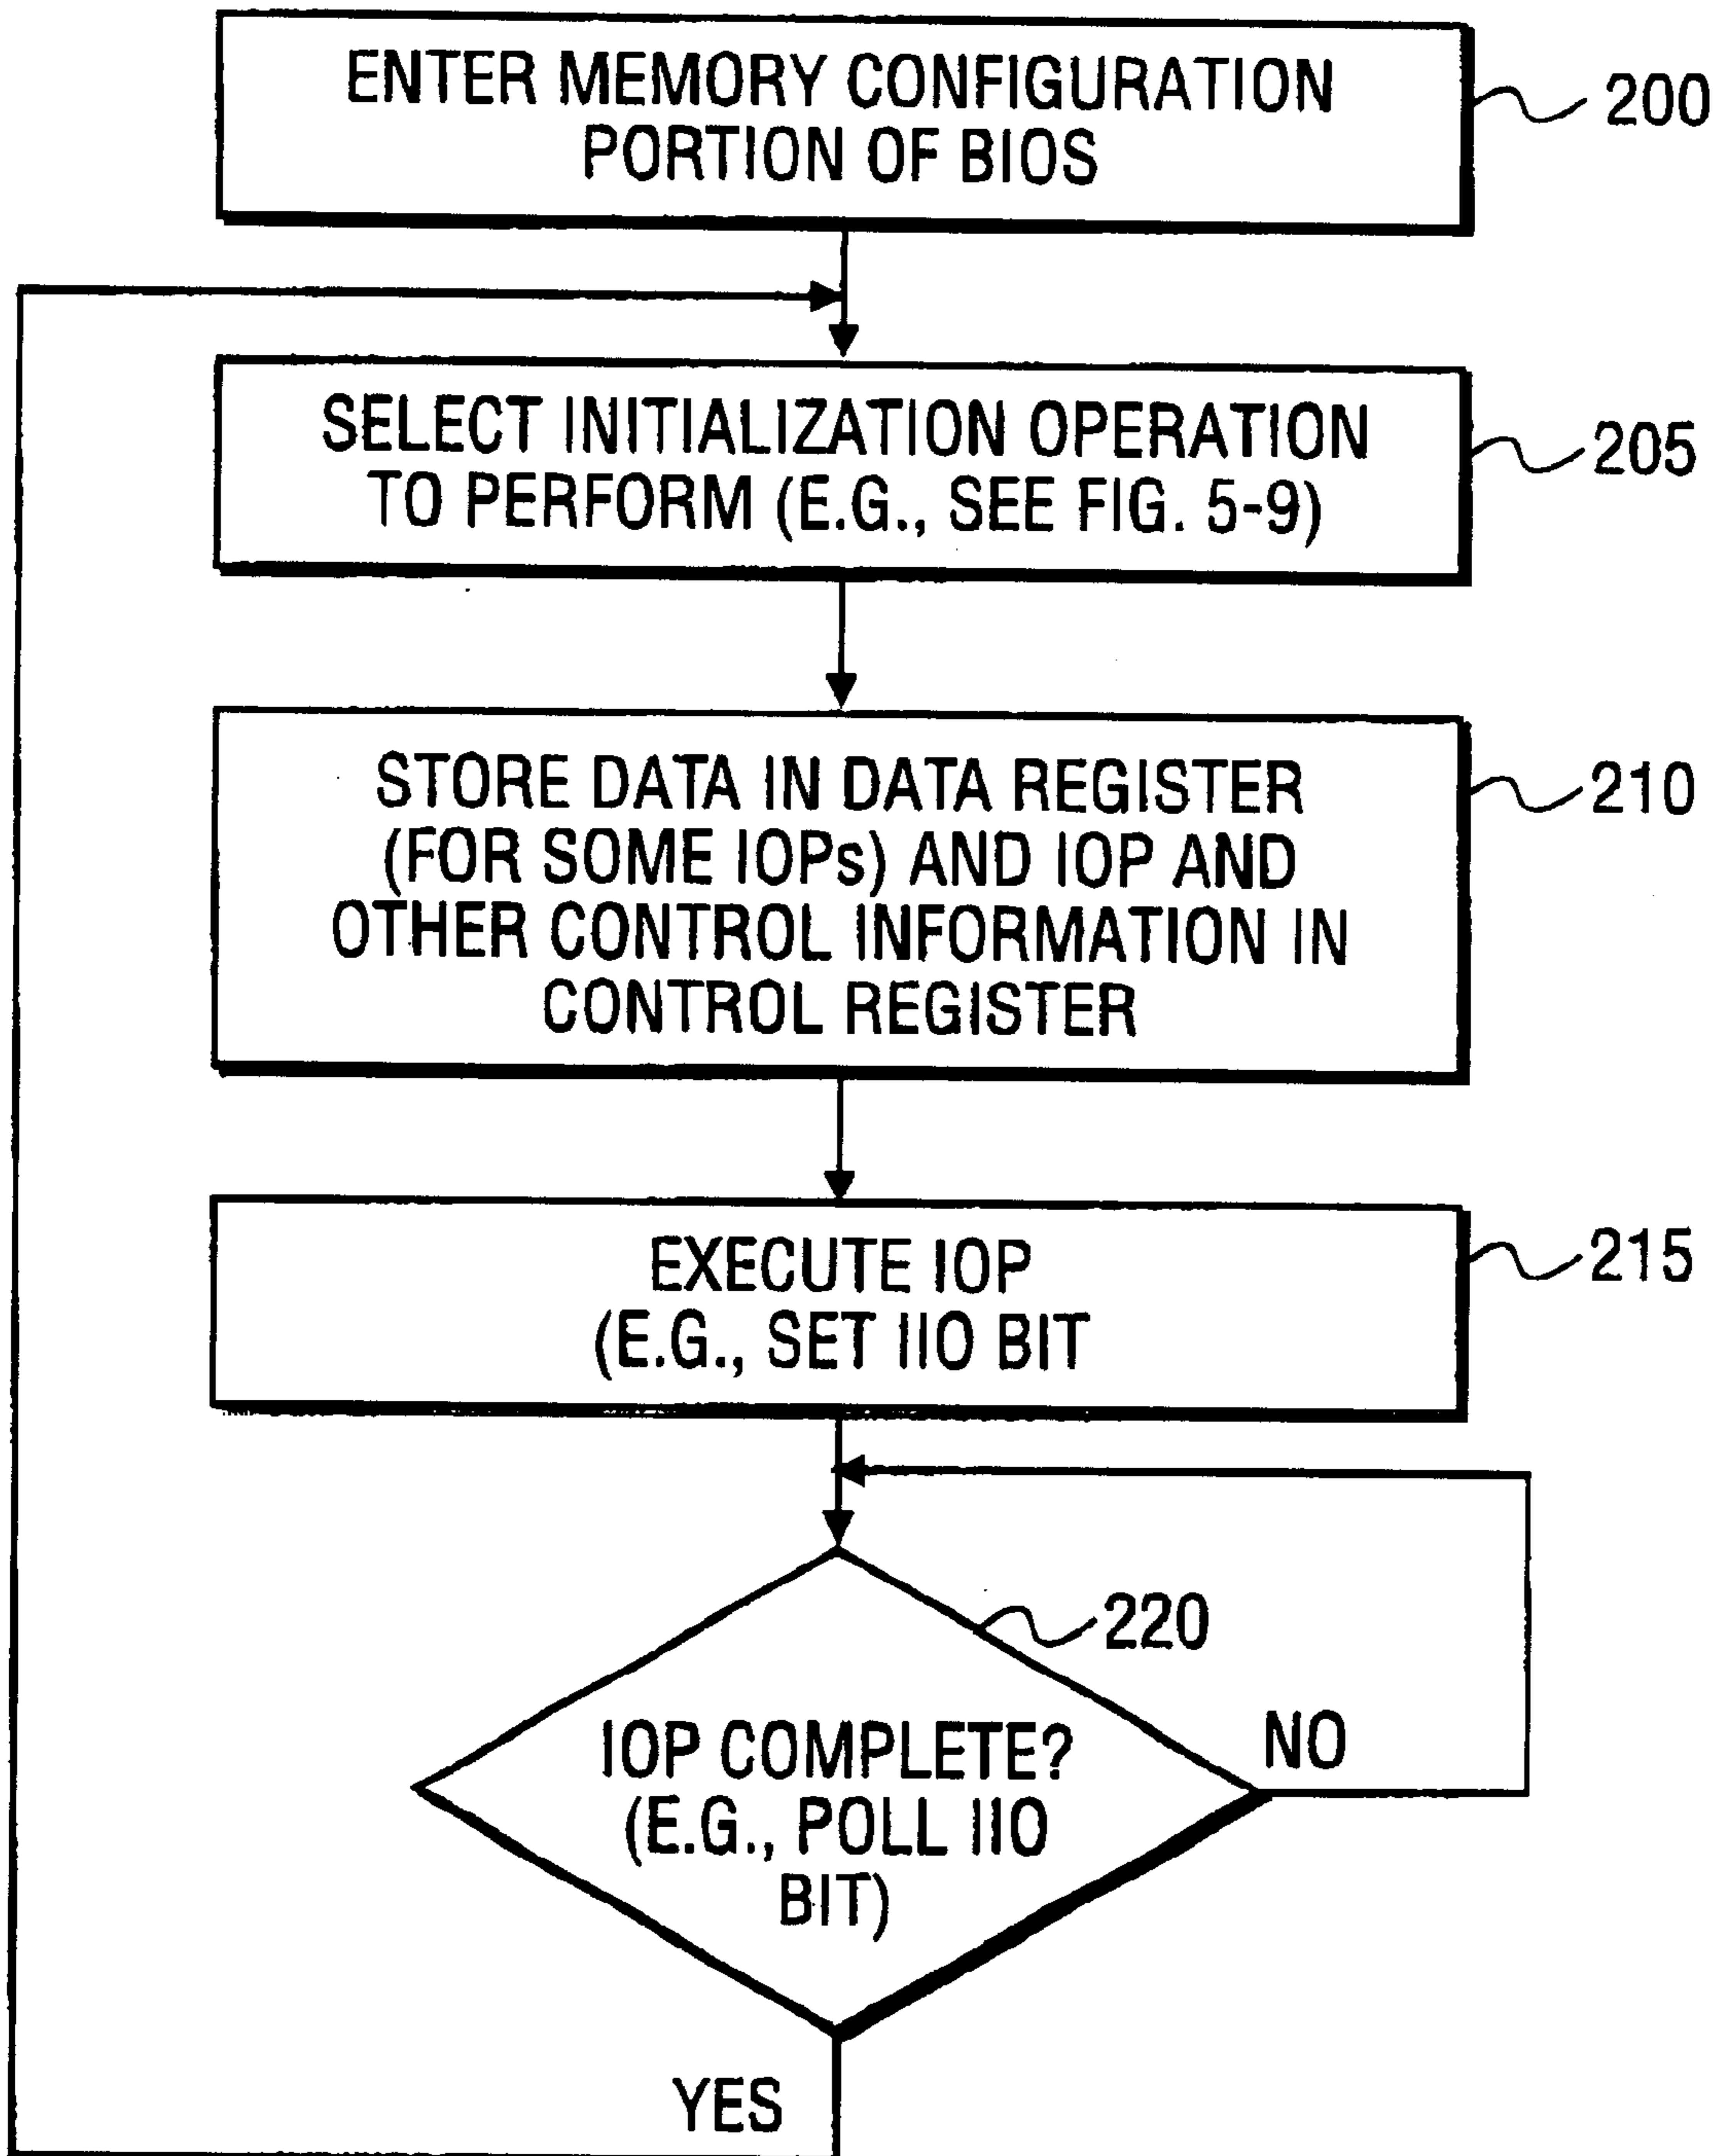 ENTER MEMORY CONFIGURATION
PORTION OF BIOS
200
SELECT INITIALIZATION OPERATION
TO PERFORM (E.G., SEE FIG. 5-9)
205
STORE DATA IN DATA REGISTER
(FOR SOME IOPs) AND IOP AND
OTHER CONTROL INFORMATION IN
CONTROL REGISTER
210
EXECUTE IOP
(E.G., SET IIO BIT
215
220
IOP COMPLETE?
(E.G., POLL IIO
BIT)
NO
YES